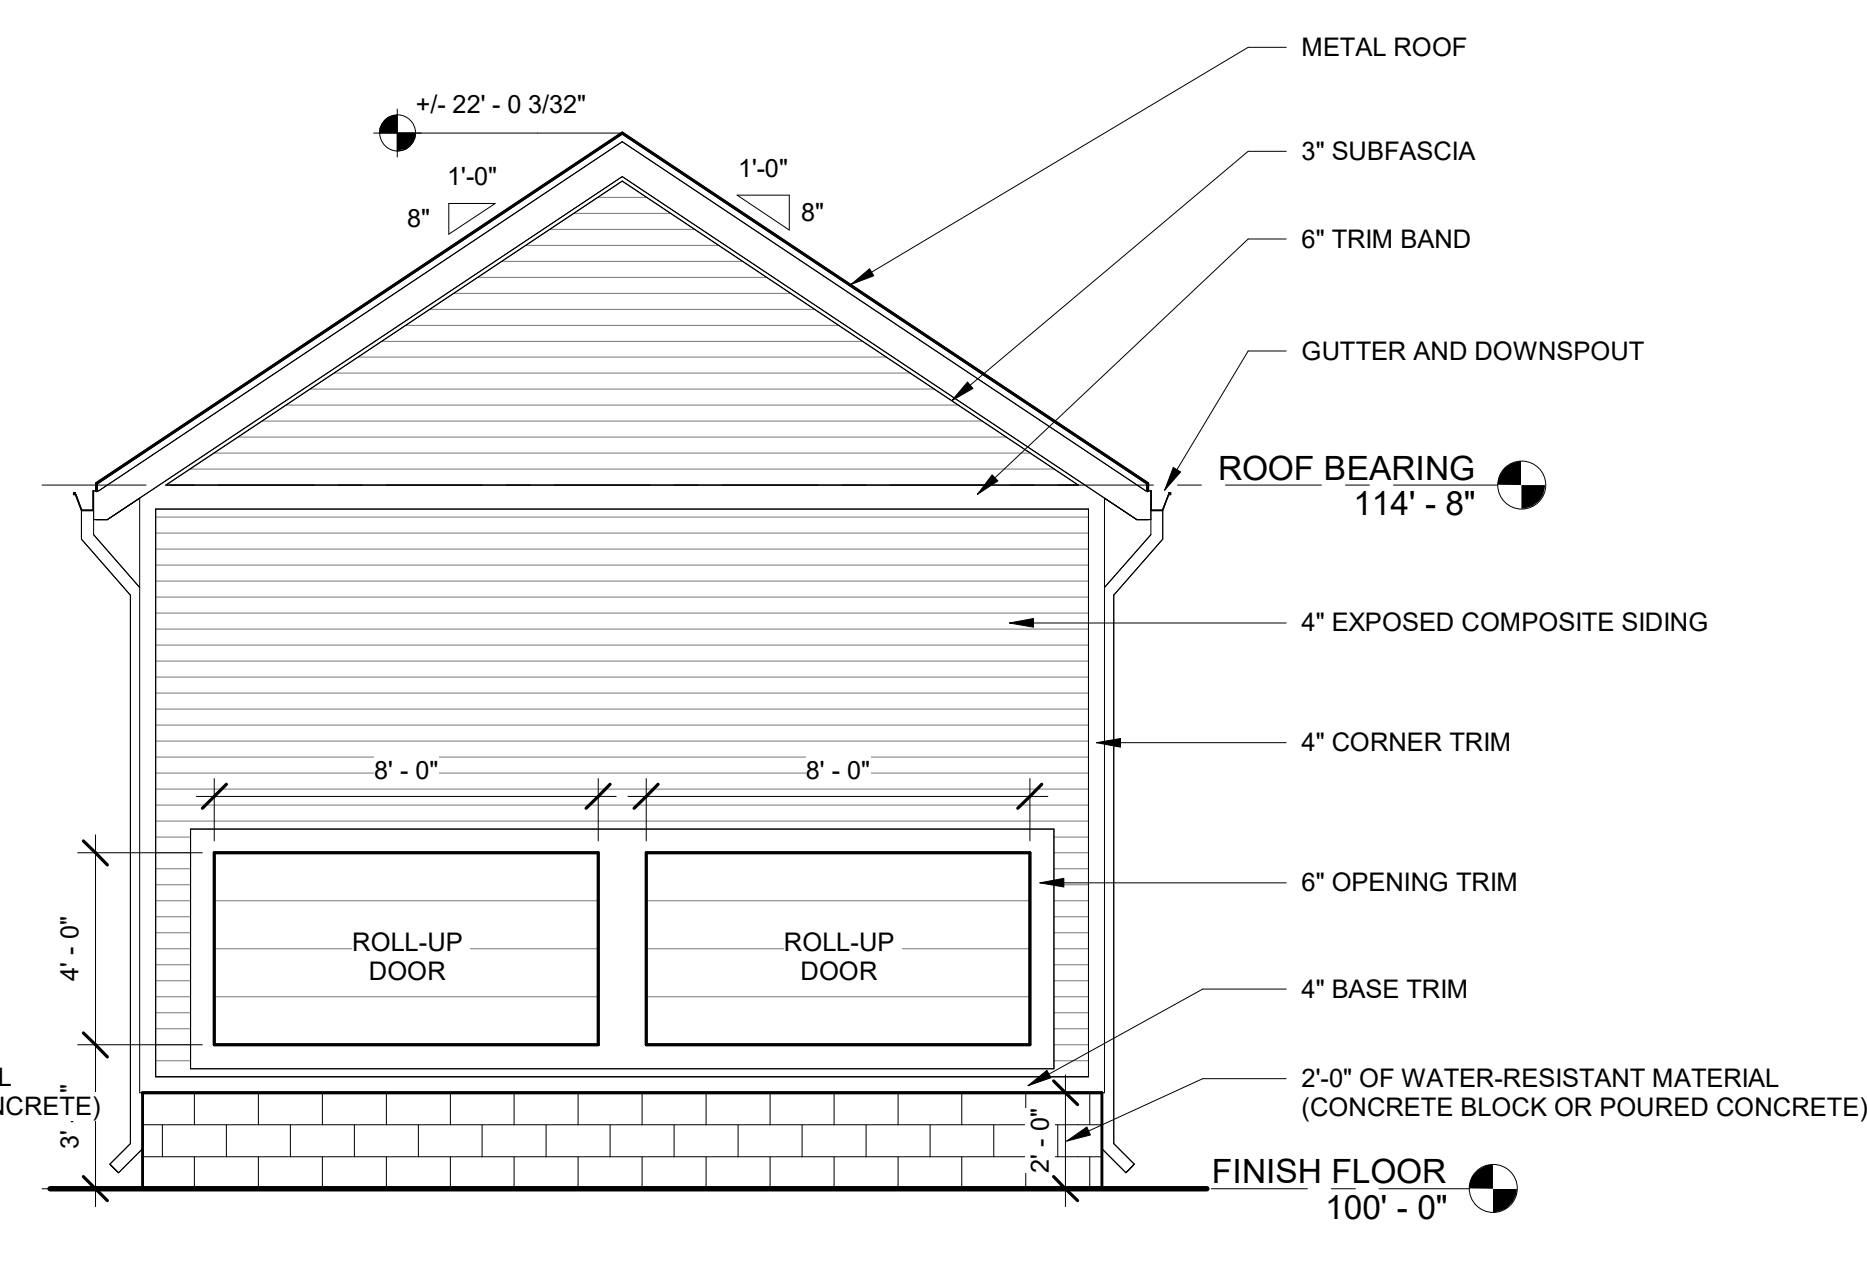 METAL ROOF
+/- 22' - 0 3/32"
3" SUBFASCIA
1'-0"
8"
1'-0"
8"
6" TRIM BAND
GUTTER AND DOWNSPOUT
ROOF BEARING
114' - 8"
4" EXPOSED COMPOSITE SIDING
4" CORNER TRIM
8' - 0"
8' - 0"
6" OPENING TRIM
4' - 0"
ROLL-UP
DOOR
ROLL-UP
DOOR
4" BASE TRIM
L
NCRETE)
3'
2'-0" OF WATER-RESISTANT MATERIAL
(CONCRETE BLOCK OR POURED CONCRETE)
2' - 0"
FINISH FLOOR
100' - 0"